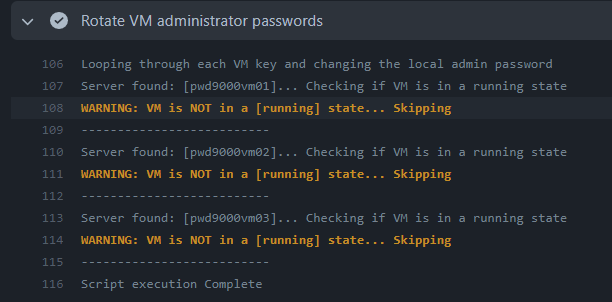 Rotate VM administrator passwords
106 Looping through each VM key and changing the local admin password
107 Server found: [pwd9000vm01]... Checking if VM is in a running state
108 WARNING: VM is NOT in a [running] state... Skipping
109 --------------------------
110 Server found: [pwd9000vm02]... Checking if VM is in a running state
111 WARNING: VM is NOT in a [running] state... Skipping
112 --------------------------
113 Server found: [pwd9000vm03]... Checking if VM is in a running state
114 WARNING: VM is NOT in a [running] state... Skipping
115 --------------------------
116 Script execution Complete